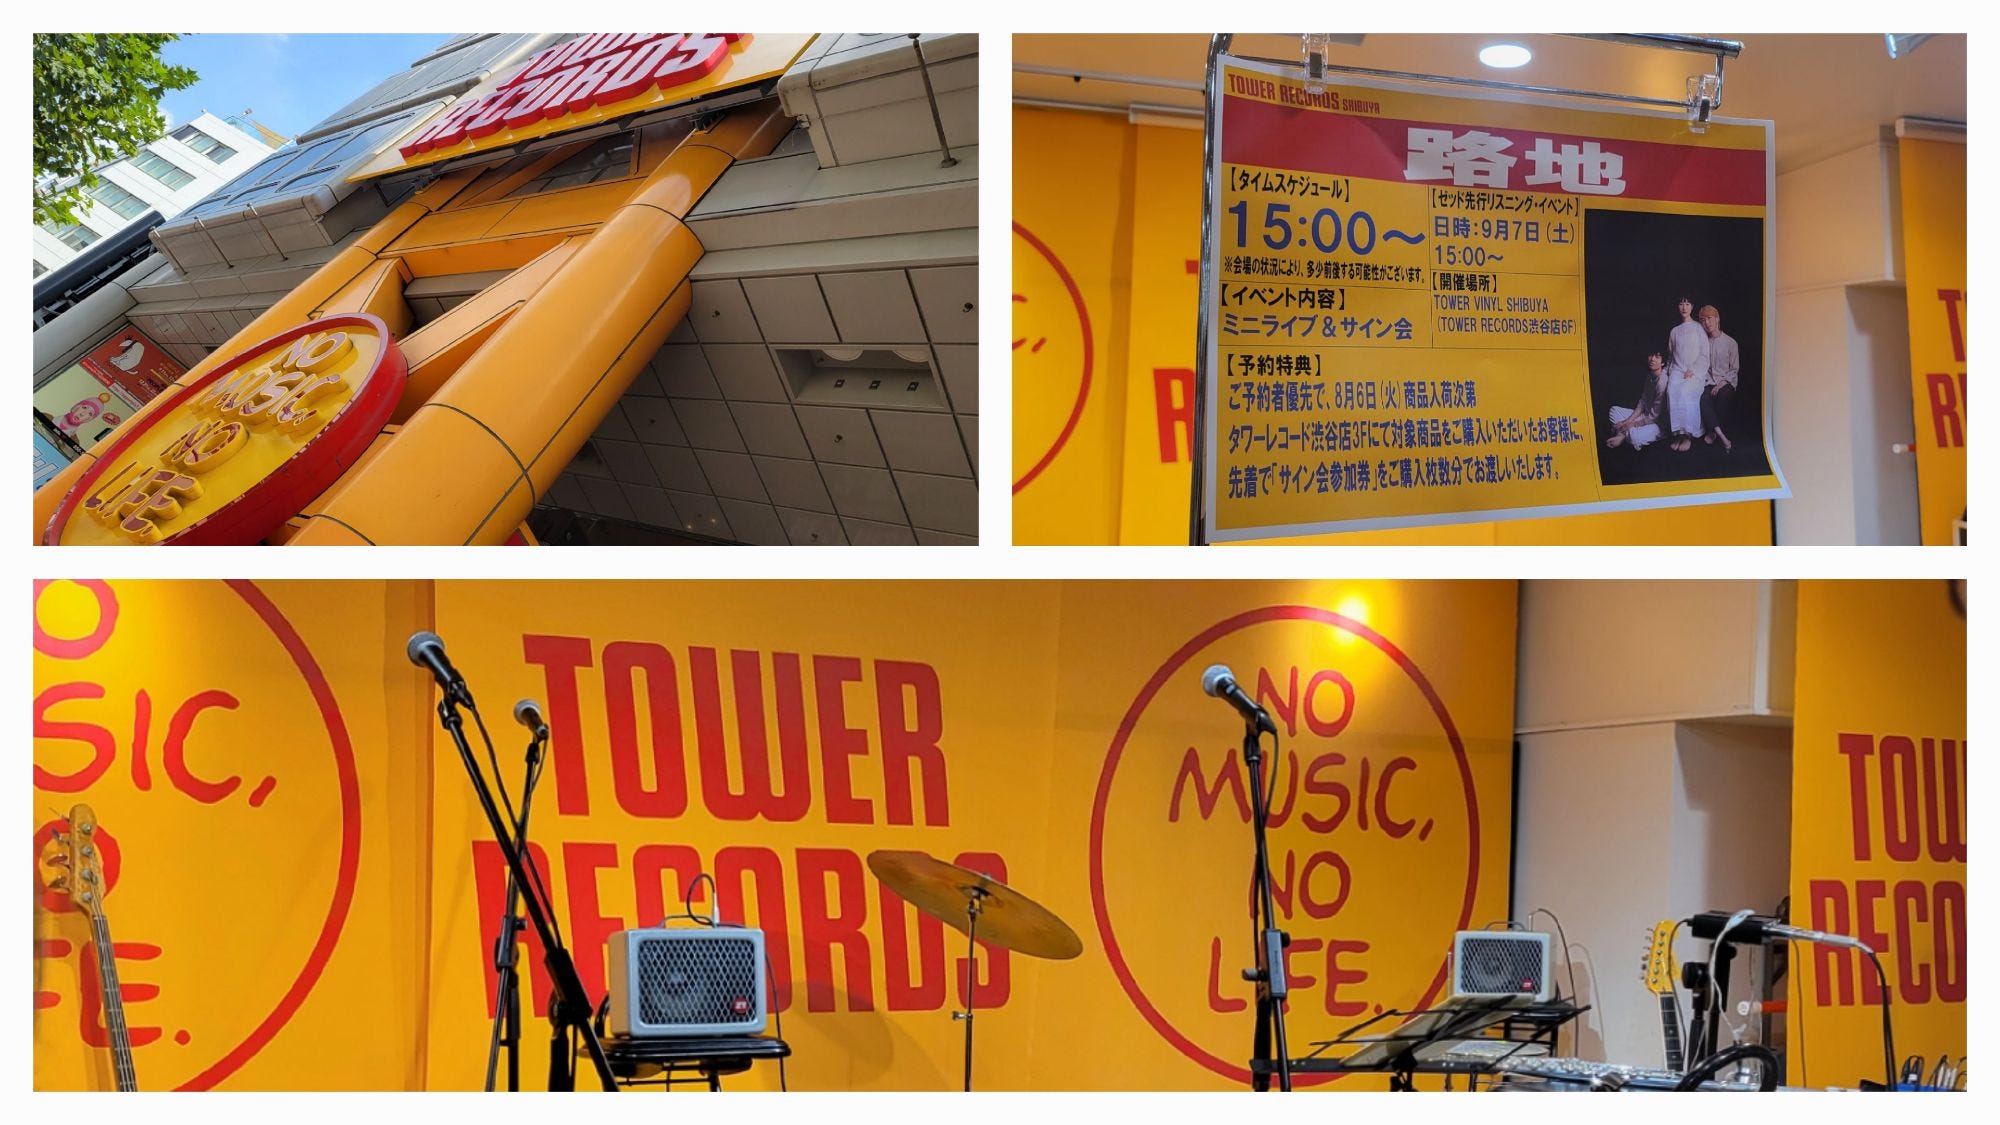 TOWER
RECORDS
NO
MUSIC,
NO
LIFE.
TOWER RECORDS SHIBUYA
路地
【タイムスケジュール】
15:00～
※会場の状況により、多少前後する可能性がございます。
【イベント内容】
ミニライブ＆サイン会
【ゼッド先行リスニング・イベント】
日時：9月7日（土）
15:00～
【開催場所】
TOWER VINYL SHIBUYA
（TOWER RECORDS渋谷店6F）
【予約特典】
ご予約者優先で、8月6日（火）商品入荷次第
タワーレコード渋谷店3Fにて対象商品をご購入いただいたお客様に、
先着で「サイン会参加券」をご購入枚数分でお渡しいたします。
O
SIC,
O
FE.
TOWER
RECORDS
NO
MUSIC,
NO
LIFE.
TOW
RECO